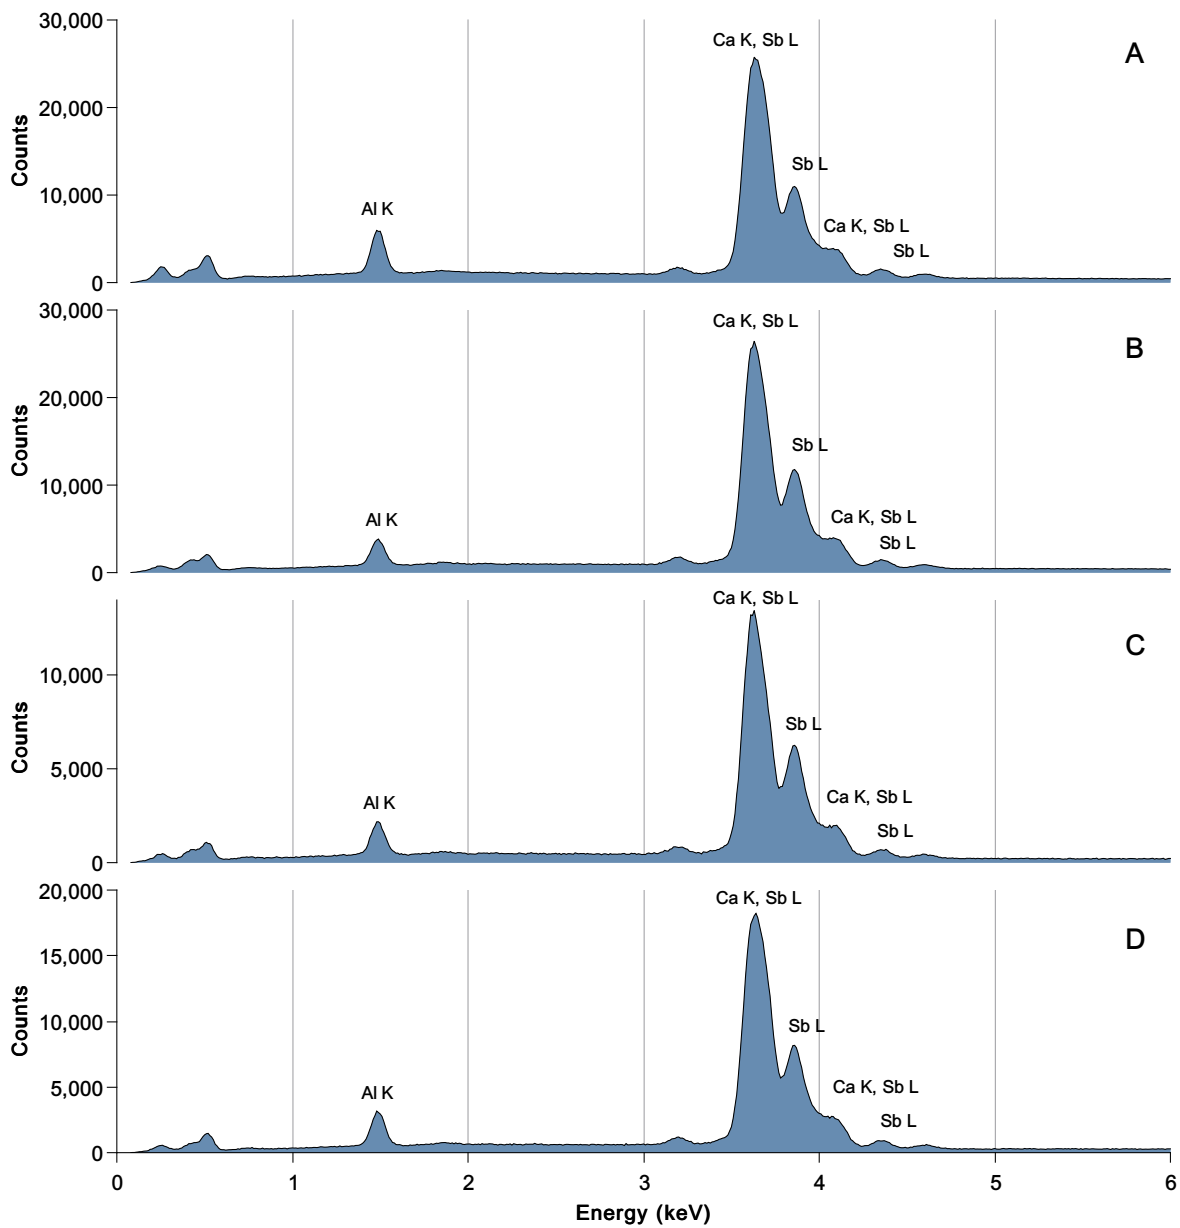 30,000
Ca K, Sb L
A
20,000
Counts
Sb L
10,000
Al K
Ca K, Sb L
Sb L
0
30,000
Ca K, Sb L
B
20,000
Counts
Sb L
10,000
Al K
Ca K, Sb L
Sb L
0
Ca K, Sb L
C
10,000
Counts
Sb L
5,000
Al K
Ca K, Sb L
Sb L
0
20,000
Ca K, Sb L
D
15,000
Counts
10,000
Sb L
5,000
Al K
Ca K, Sb L
Sb L
0
0 1 2 3 4 5 6
Energy (keV)